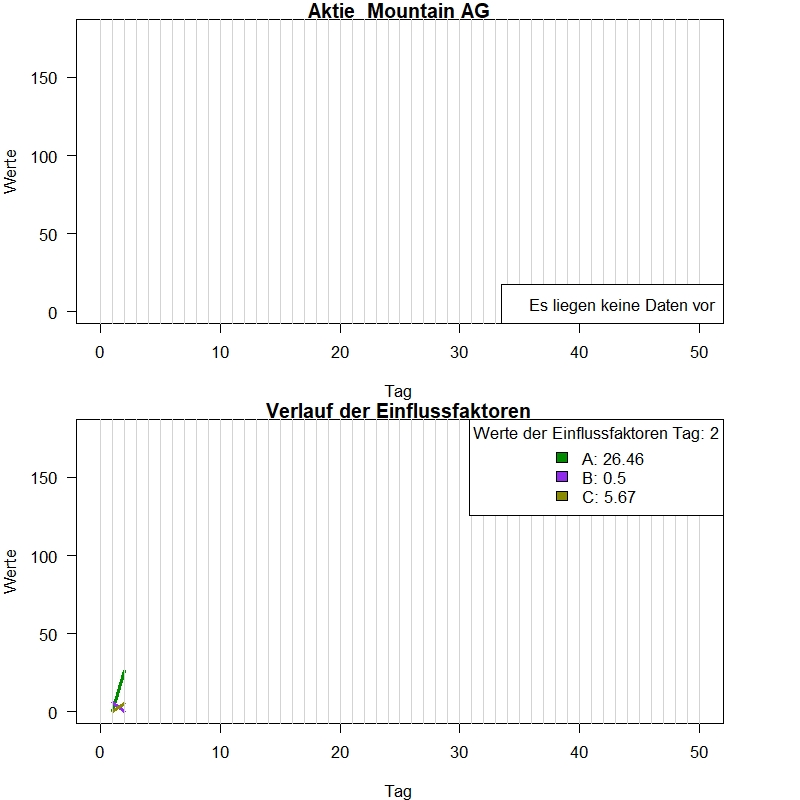 Aktie  Mountain AG
Werte
150
100
50
0
Es liegen keine Daten vor
0 10 20 30 40 50
Tag
Verlauf der Einflussfaktoren
Werte der Einflussfaktoren Tag: 2
A: 26.46
B: 0.5
C: 5.67
Werte
150
100
50
0
0 10 20 30 40 50
Tag